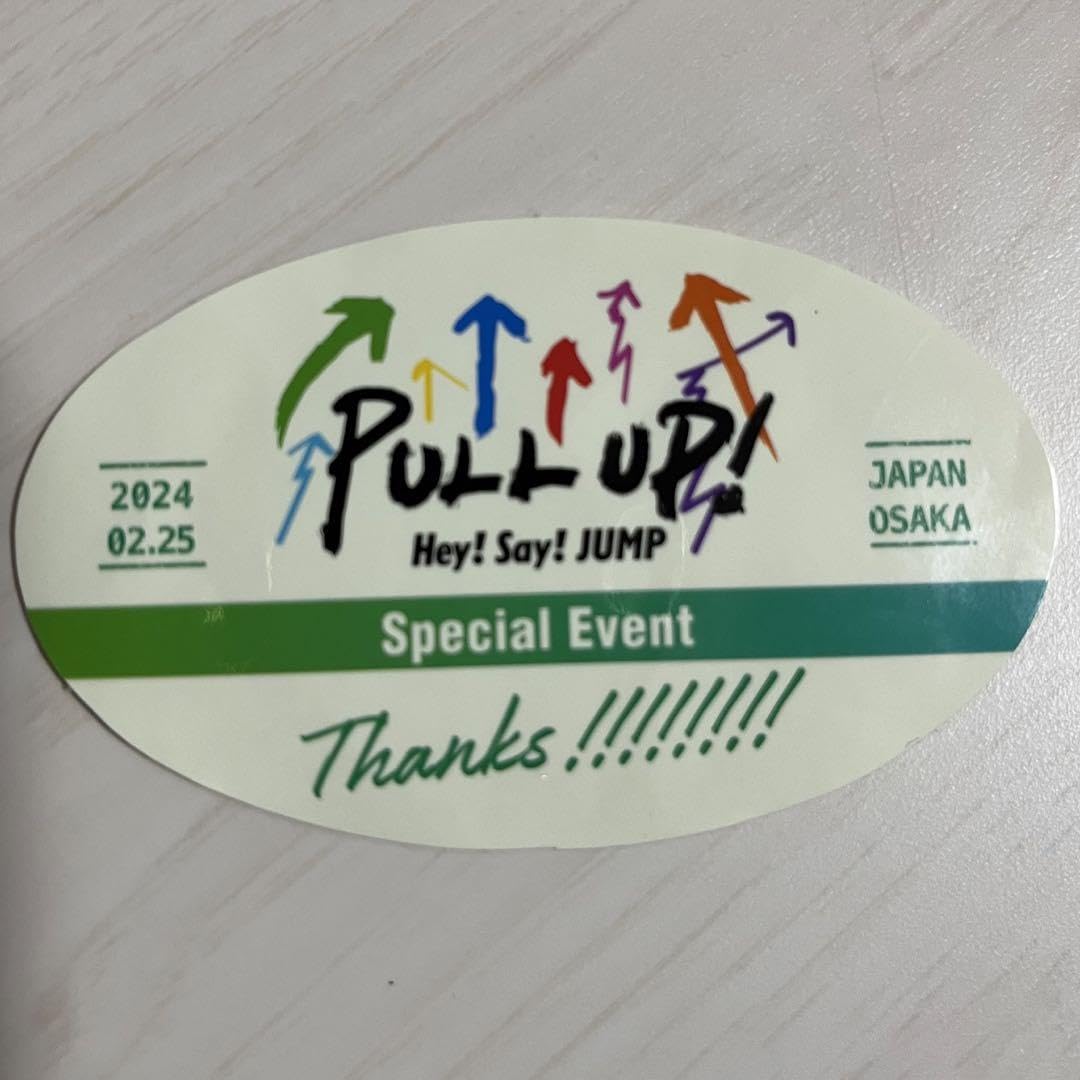 PULL UP!
Hey! Say! JUMP
2024
02.25
JAPAN
OSAKA
Special Event
Thanks!!!!!!!!